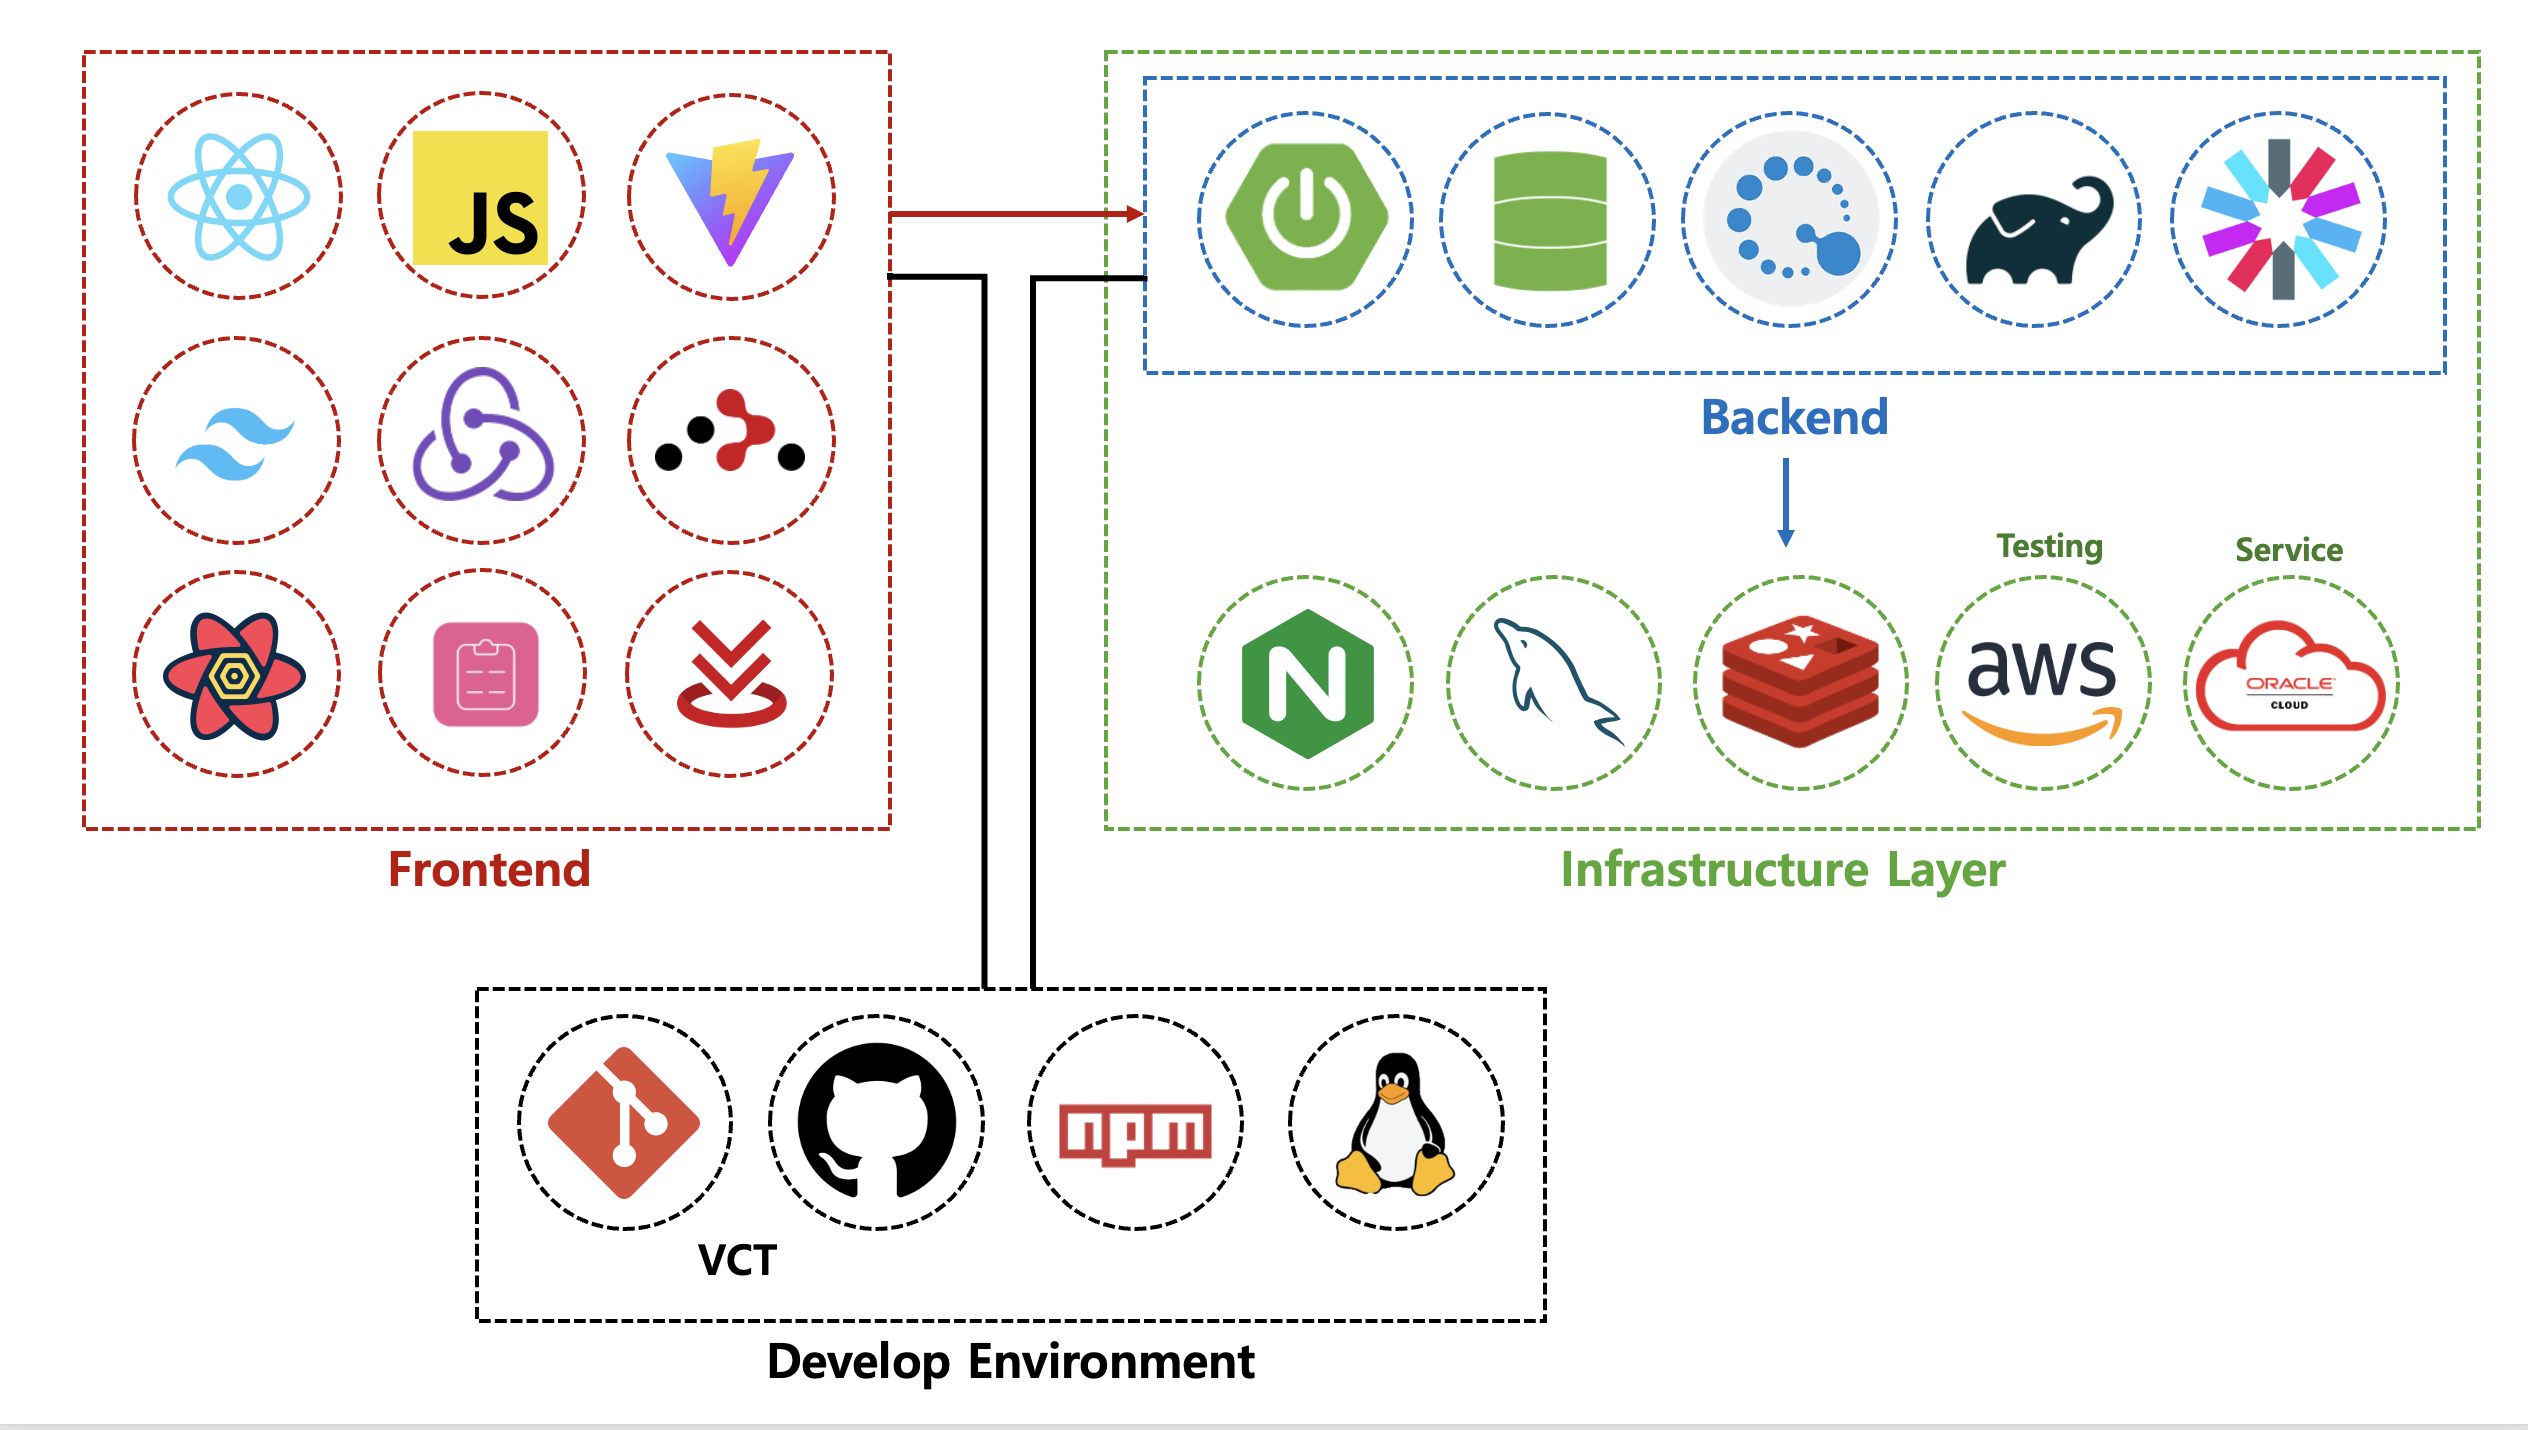 JS
Frontend
Backend
Testing
Service
N
aws
ORACLE
CLOUD
Infrastructure Layer
npm
VCT
Develop Environment